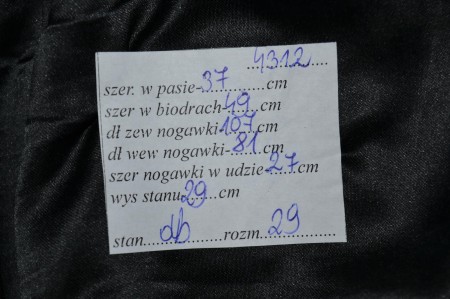 4312
szer. w pasie-37 cm
szer w biodrach-49 cm
dł zew nogawki-107 cm
dł wew nogawki-81 cm
szer nogawki w udzie-27 cm
wys stanu 29 cm
stan db rozm. 29